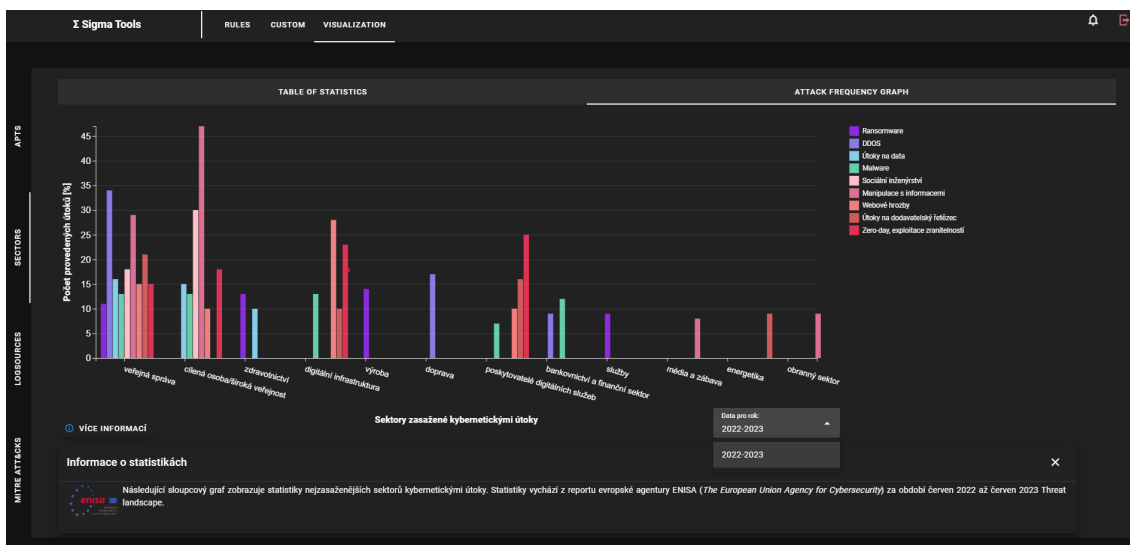 Σ Sigma Tools
RULES CUSTOM VISUALIZATION
APTS
SECTORS
LOGSOURCES
MITRE ATT&CKS
TABLE OF STATISTICS
ATTACK FREQUENCY GRAPH
Počet provedených útoků [%]
45
40
35
30
25
20
15
10
5
0
veřejná správa
cílená osoba/široká veřejnost
zdravotnictví
digitální infrastruktura
výroba
doprava
poskytovatelé digitálních služeb
bankovnictví a finanční sektor
služby
média a zábava
energetika
obranný sektor
Sektory zasažené kybernetickými útoky
Ransomware
DDOS
Útoky na data
Malware
Sociální inženýrství
Manipulace s informacemi
Webové hrozby
Útoky na dodavatelský řetězec
Zero-day, exploitace zranitelností
VÍCE INFORMACÍ
Data pro rok:
2022-2023
2022-2023
Informace o statistikách
enisa
Následující sloupcový graf zobrazuje statistiky nejzasaženějších sektorů kybernetickými útoky. Statistiky vychází z reportu evropské agentury ENISA (The European Union Agency for Cybersecurity) za období červen 2022 až červen 2023 Threat
landscape.